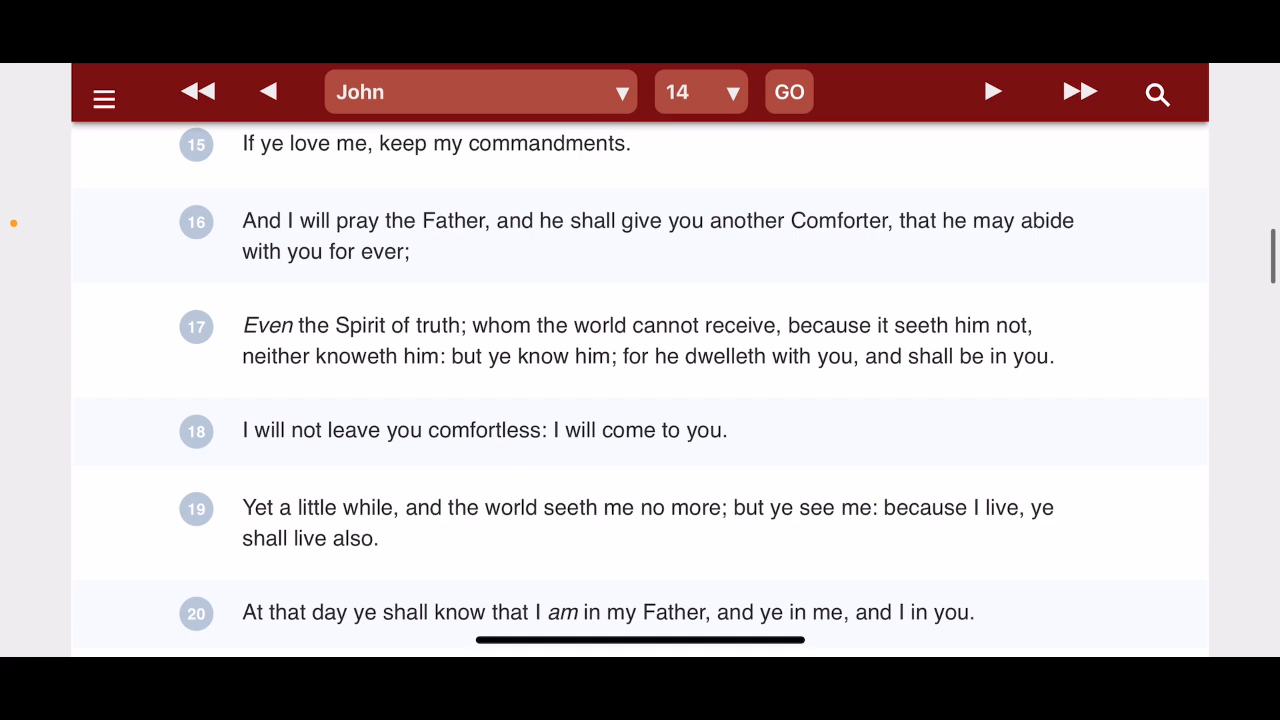 John 14 GO
15 If ye love me, keep my commandments.
16 And I will pray the Father, and he shall give you another Comforter, that he may abide
with you for ever;
17 Even the Spirit of truth; whom the world cannot receive, because it seeth him not,
neither knoweth him: but ye know him; for he dwelleth with you, and shall be in you.
18 I will not leave you comfortless: I will come to you.
19 Yet a little while, and the world seeth me no more; but ye see me: because I live, ye
shall live also.
20 At that day ye shall know that I am in my Father, and ye in me, and I in you.